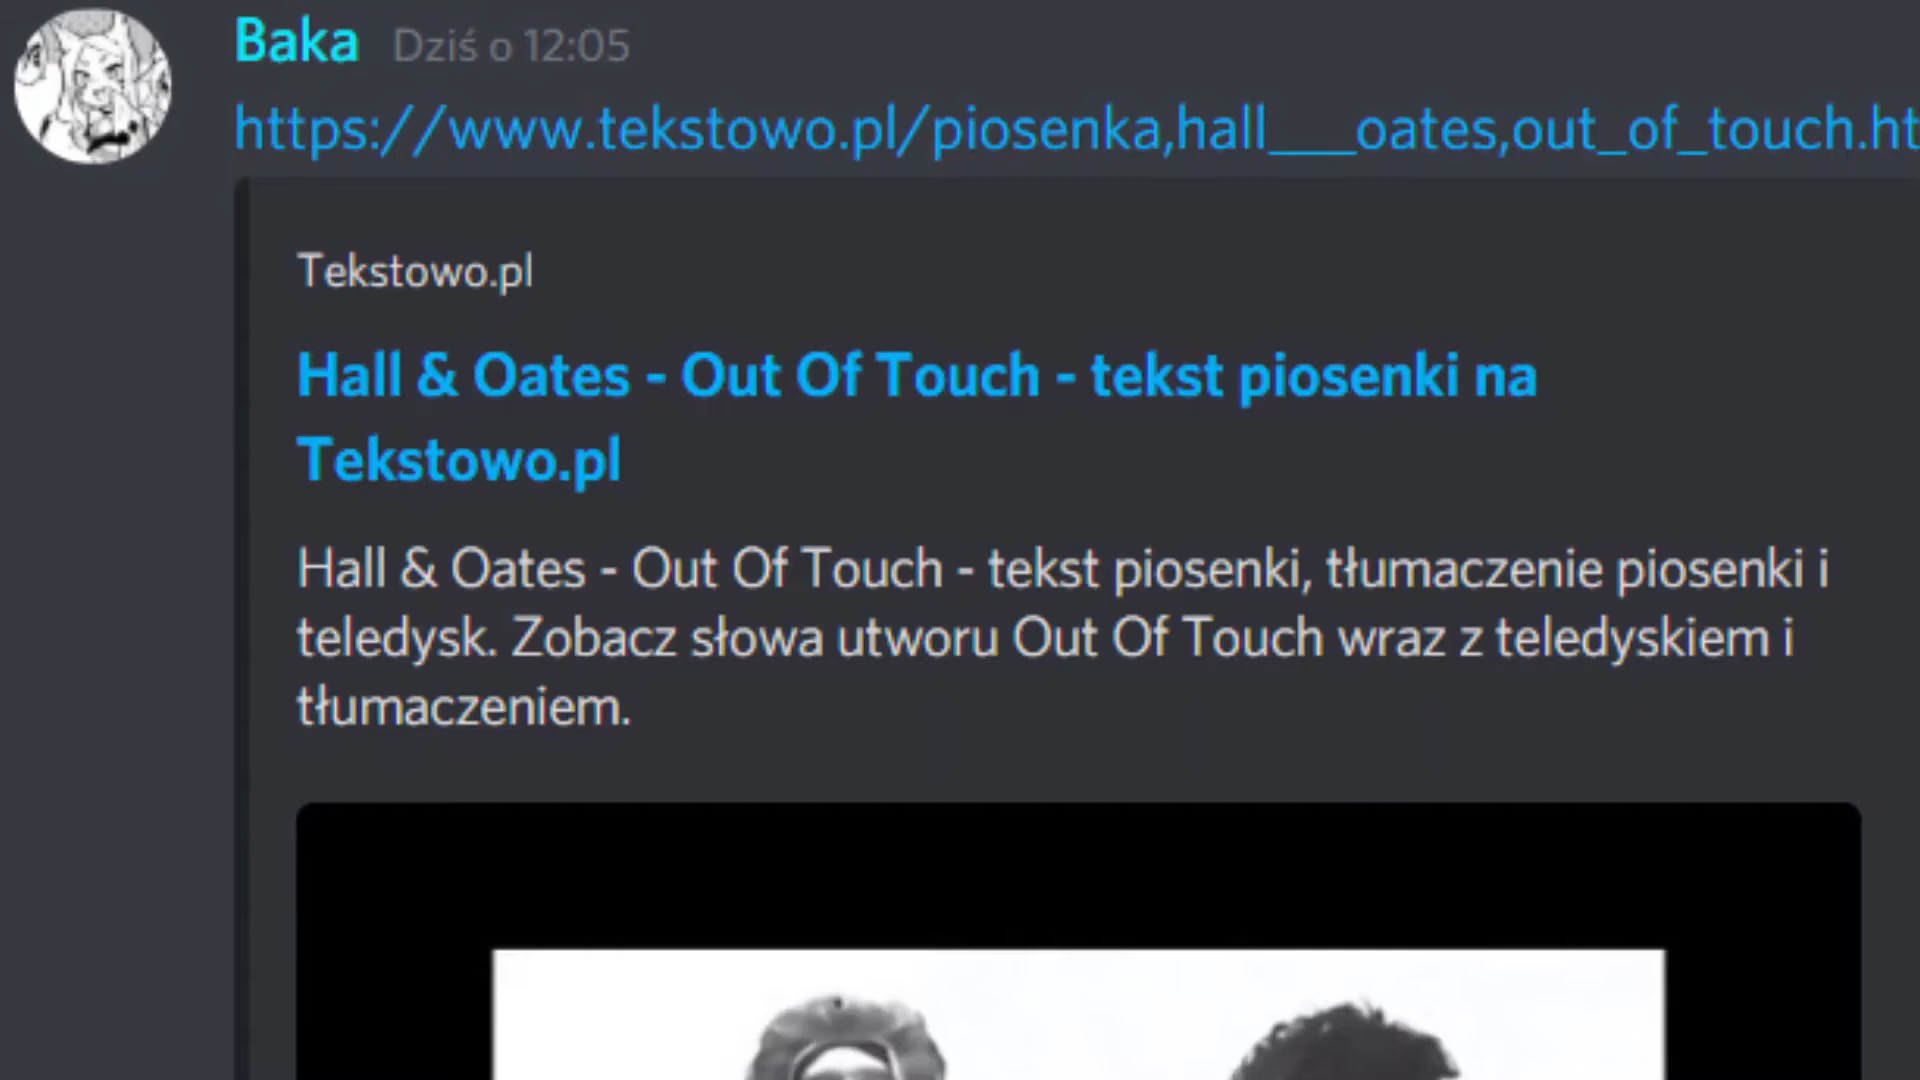 Baka Dziś o 12:05
https://www.tekstowo.pl/piosenka,hall___oates,out_of_touch.ht
Tekstowo.pl
Hall & Oates - Out Of Touch - tekst piosenki na
Tekstowo.pl
Hall & Oates - Out Of Touch - tekst piosenki, tłumaczenie piosenki i
teledysk. Zobacz słowa utworu Out Of Touch wraz z teledyskiem i
tłumaczeniem.